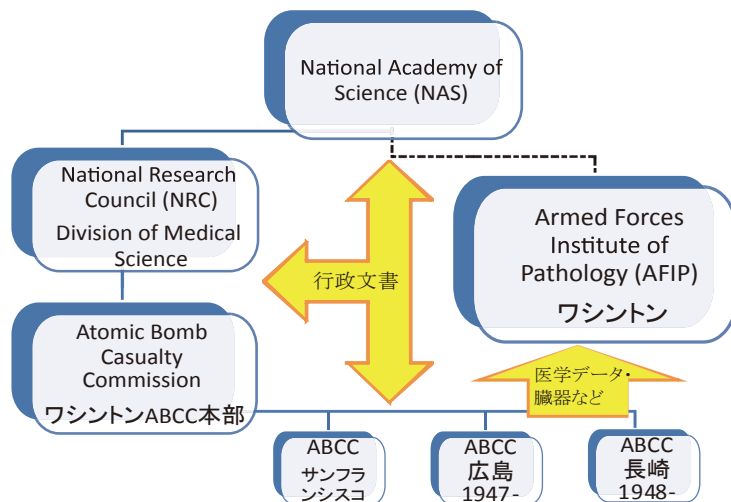 National Academy of
Science (NAS)
National Research
Council (NRC)
Division of Medical
Science
Armed Forces
Institute of
Pathology (AFIP)
ワシントン
行政文書
Atomic Bomb
Casualty
Commission
ワシントンABCC本部
医学データ・
臓器など
ABCC
サンフラ
ンシスコ
ABCC
広島
1947-
ABCC
長崎
1948-